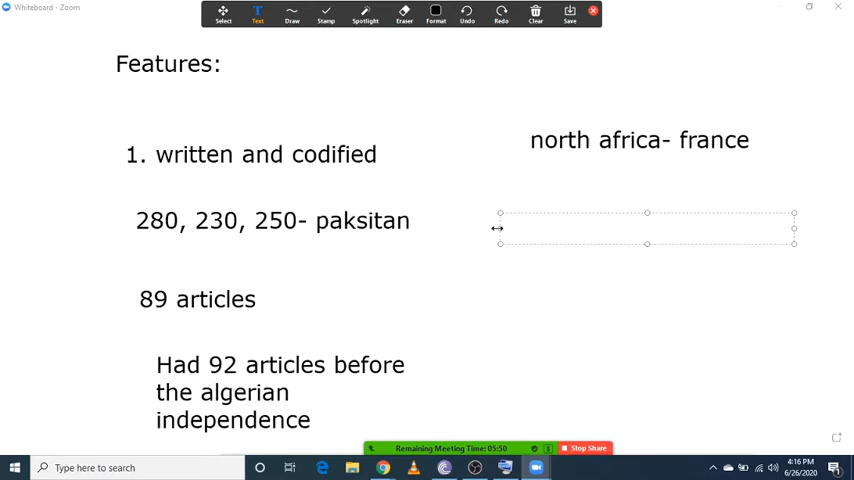 Whiteboard - Zoom
Select
Text
Draw
Stamp
Spotlight
Eraser
Format
Undo
Redo
Clear
Save
Features:
north africa- france
1. written and codified
280, 230, 250- paksitan
89 articles
Had 92 articles before
the algerian
independence
Remaining Meeting Time: 05:50
Stop Share
Type here to search
4:16 PM
6/26/2020